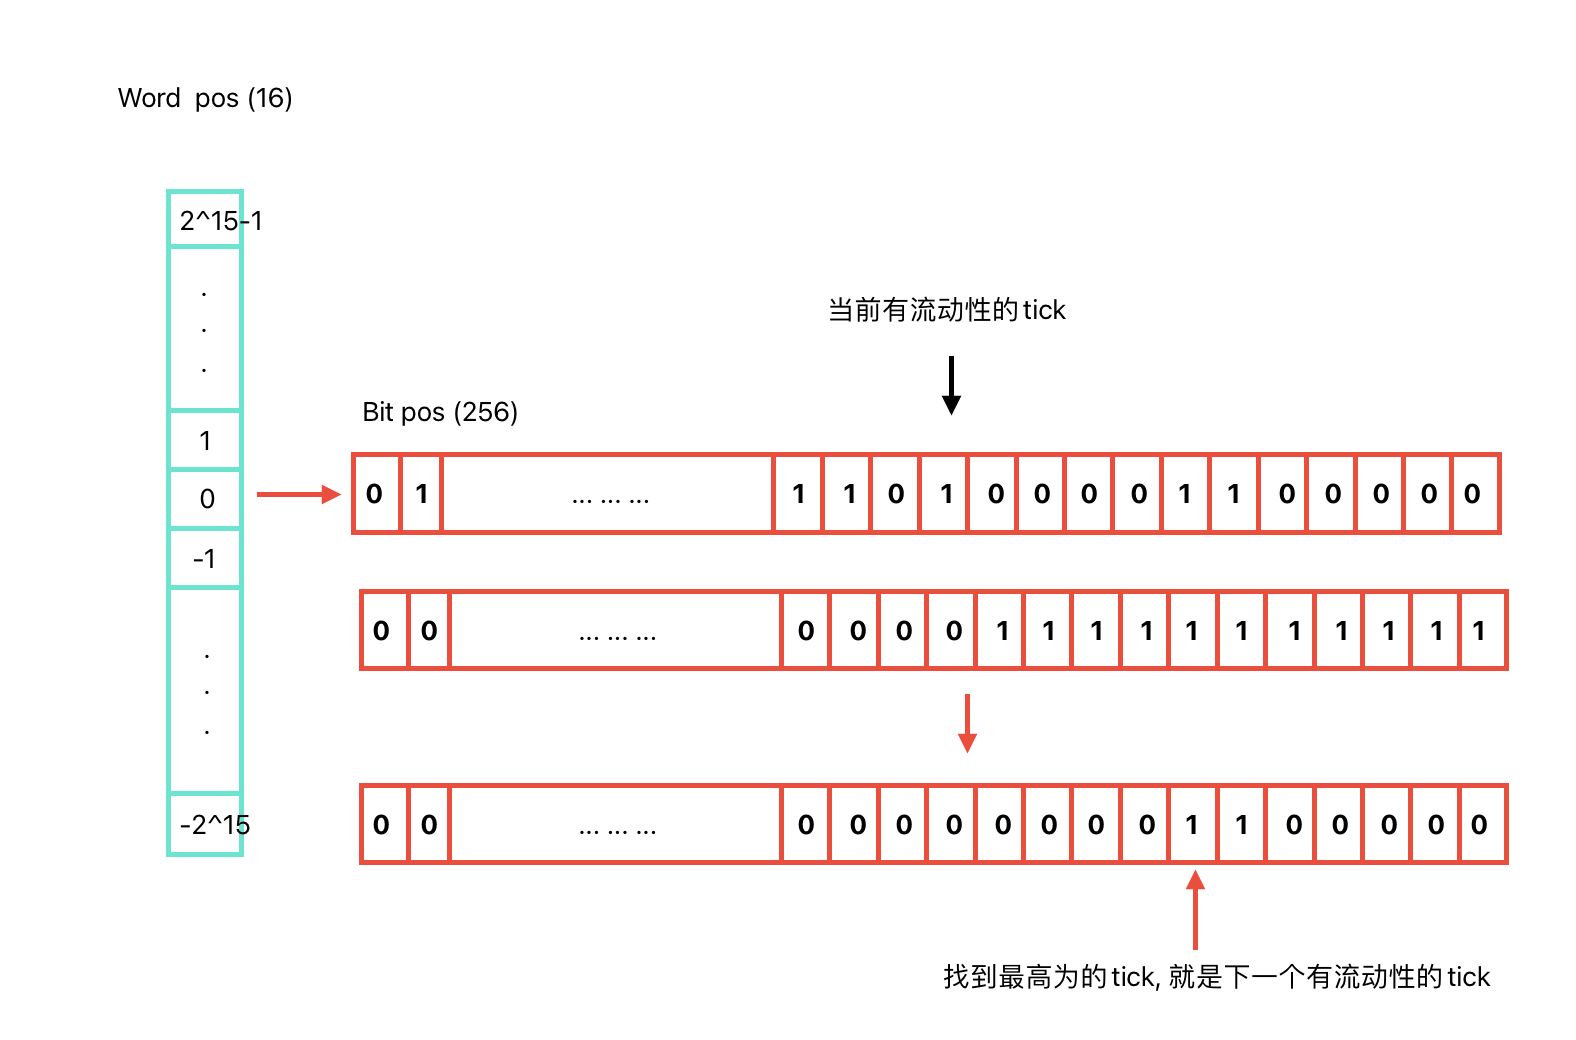 Word pos (16)
2^15-1
.
.
.
1
0
-1
.
.
.
-2^15
当前有流动性的tick
Bit pos (256)
0 1 ... ... ... 1 1 0 1 0 0 0 0 1 1 0 0 0 0 0
0 0 ... ... ... 0 0 0 0 1 1 1 1 1 1 1 1 1 1 1
0 0 ... ... ... 0 0 0 0 0 0 0 0 1 1 0 0 0 0 0
找到最高为的tick, 就是下一个有流动性的tick